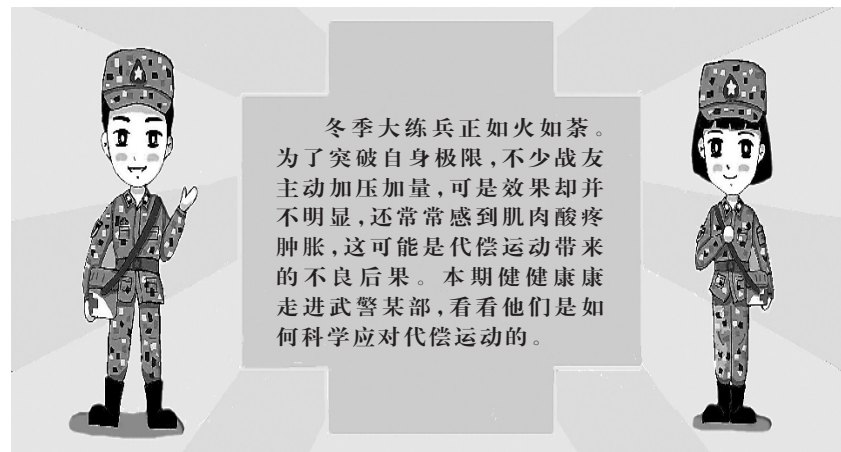 冬季大练兵正如火如荼。
为了突破自身极限,不少战友
主动加压加量,可是效果却并
不明显,还常常感到肌肉酸疼
肿胀,这可能是代偿运动带来
的不良后果。本期健健康康
走进武警某部,看看他们是如
何科学应对代偿运动的。